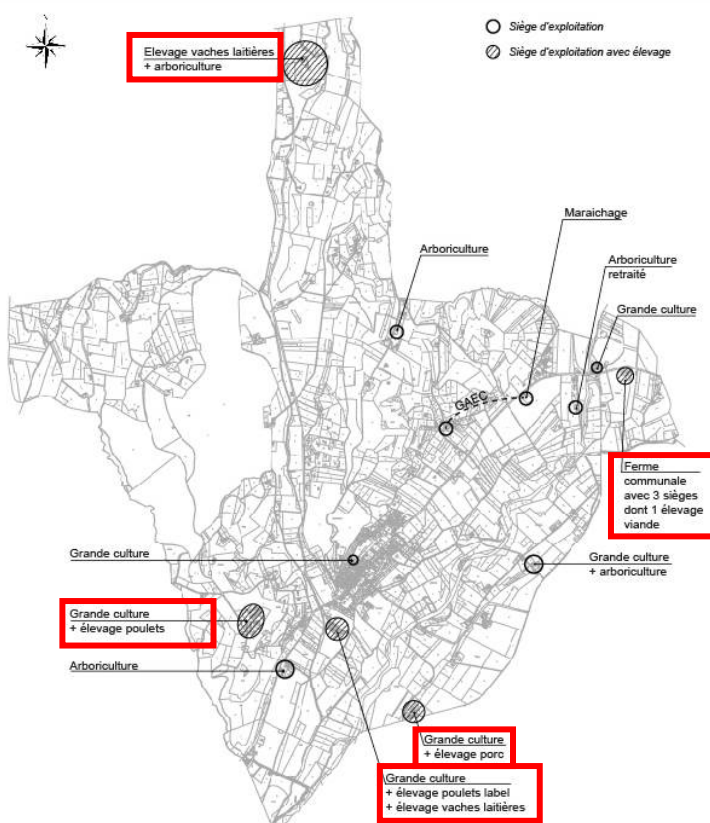 Siège d'exploitation
Siège d'exploitation avec élevage
Elevage vaches laitières
+ arboriculture
Maraichage
Arboriculture
Arboriculture
retraité
Grande culture
GAEC
Ferme
communale
avec 3 sièges
dont 1 élevage
viande
Grande culture
Grande culture
+ arboriculture
Grande culture
+ élevage poulets
Arboriculture
Grande culture
+ élevage porc
Grande culture
+ élevage poulets label
+ élevage vaches laitières